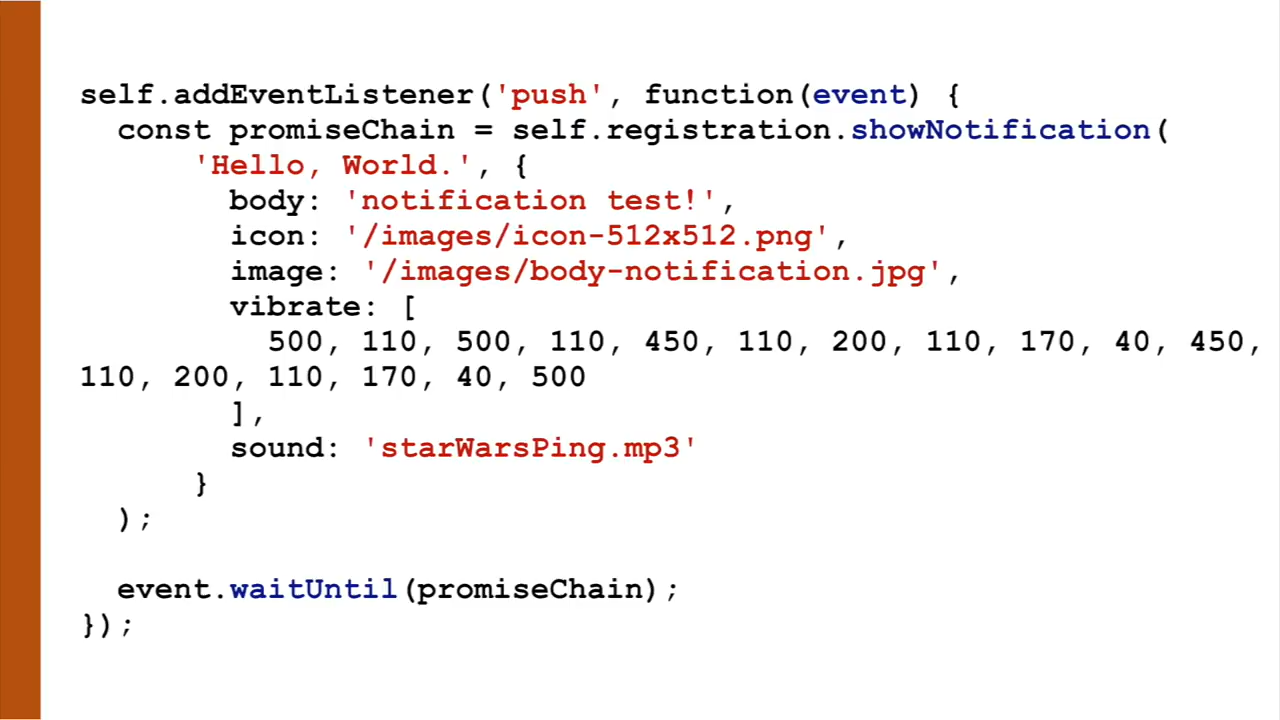 self.addEventListener('push', function(event) {
  const promiseChain = self.registration.showNotification(
      'Hello, World.', {
        body: 'notification test!',
        icon: '/images/icon-512x512.png',
        image: '/images/body-notification.jpg',
        vibrate: [
          500, 110, 500, 110, 450, 110, 200, 110, 170, 40, 450,
110, 200, 110, 170, 40, 500
        ],
        sound: 'starWarsPing.mp3'
      }
  );
  event.waitUntil(promiseChain);
});